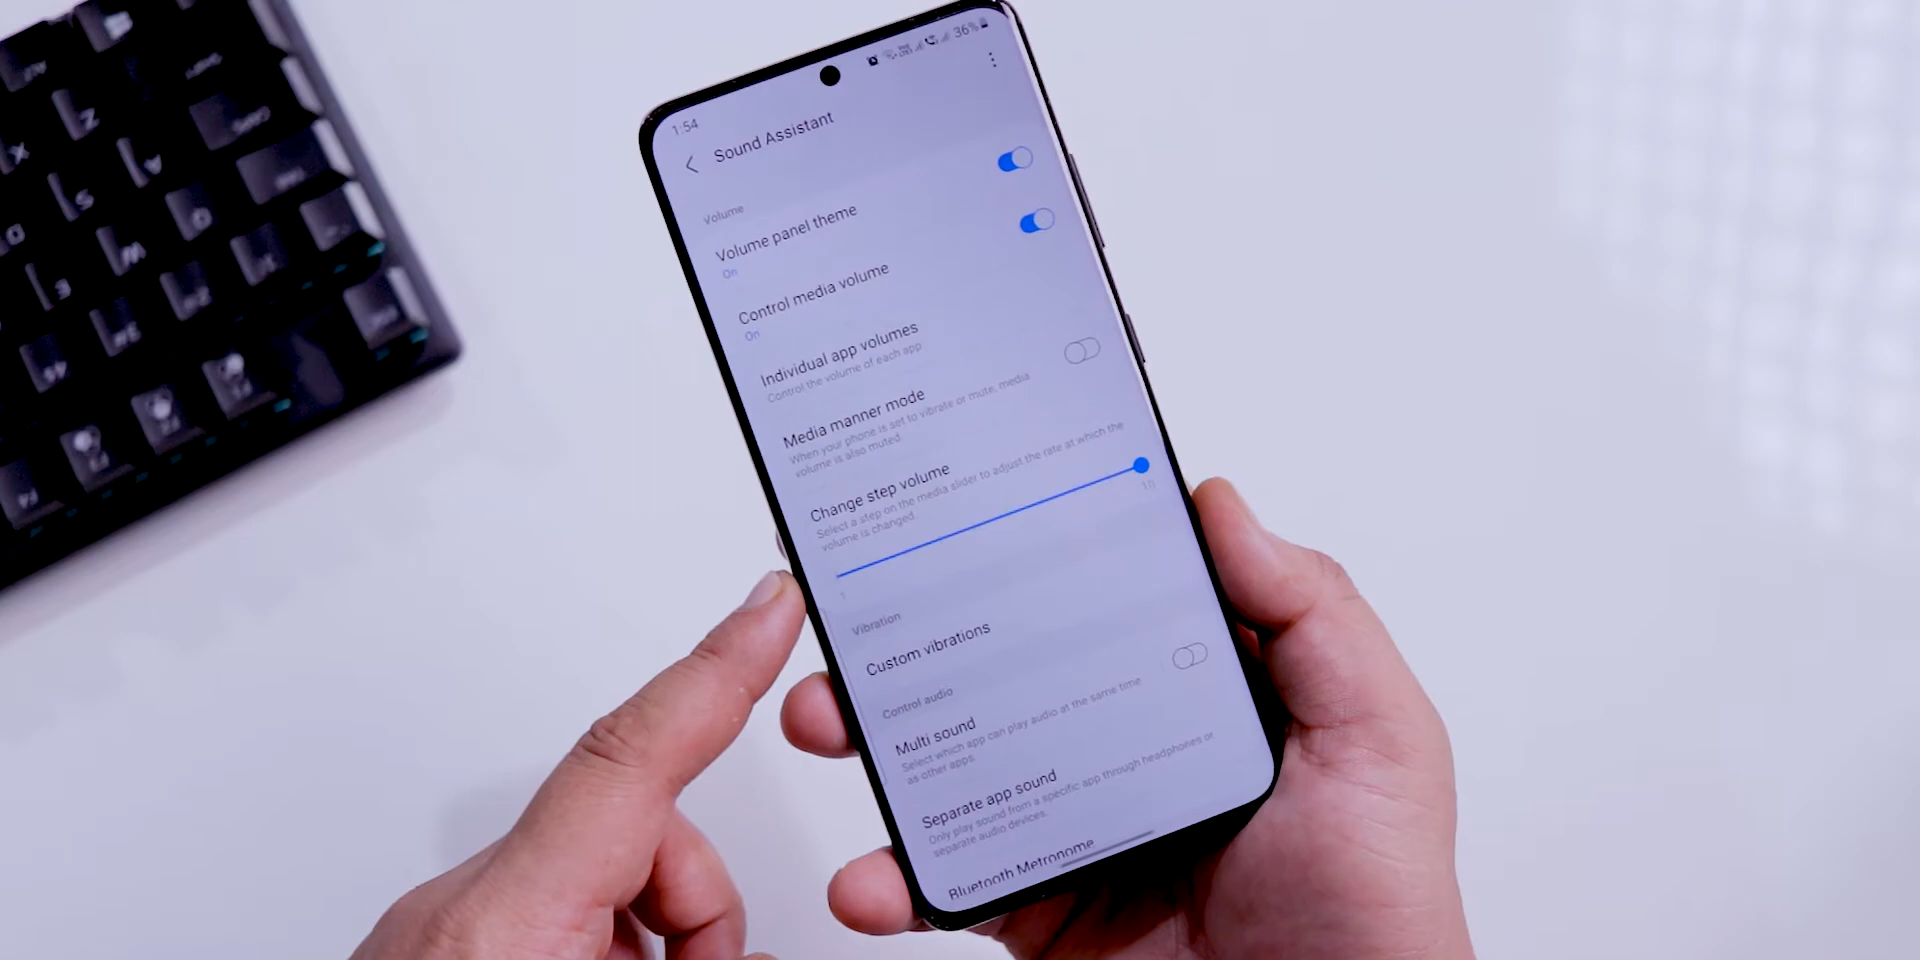 1:54
36%
Sound Assistant
Volume
Volume panel theme
On
Control media volume
On
Individual app volumes
Control the volume of each app
Media manner mode
When your phone is set to vibrate or mute, media
volume is also muted.
Change step volume
Select a step on the media slider to adjust the rate at which the
volume is changed.
1
10
Vibration
Custom vibrations
Control audio
Multi sound
Select which app can play audio at the same time
as other apps.
Separate app sound
Only play sound from a specific app through headphones or
separate audio devices.
Bluetooth Metronome
Z
X
A
S
D
Q
W
E